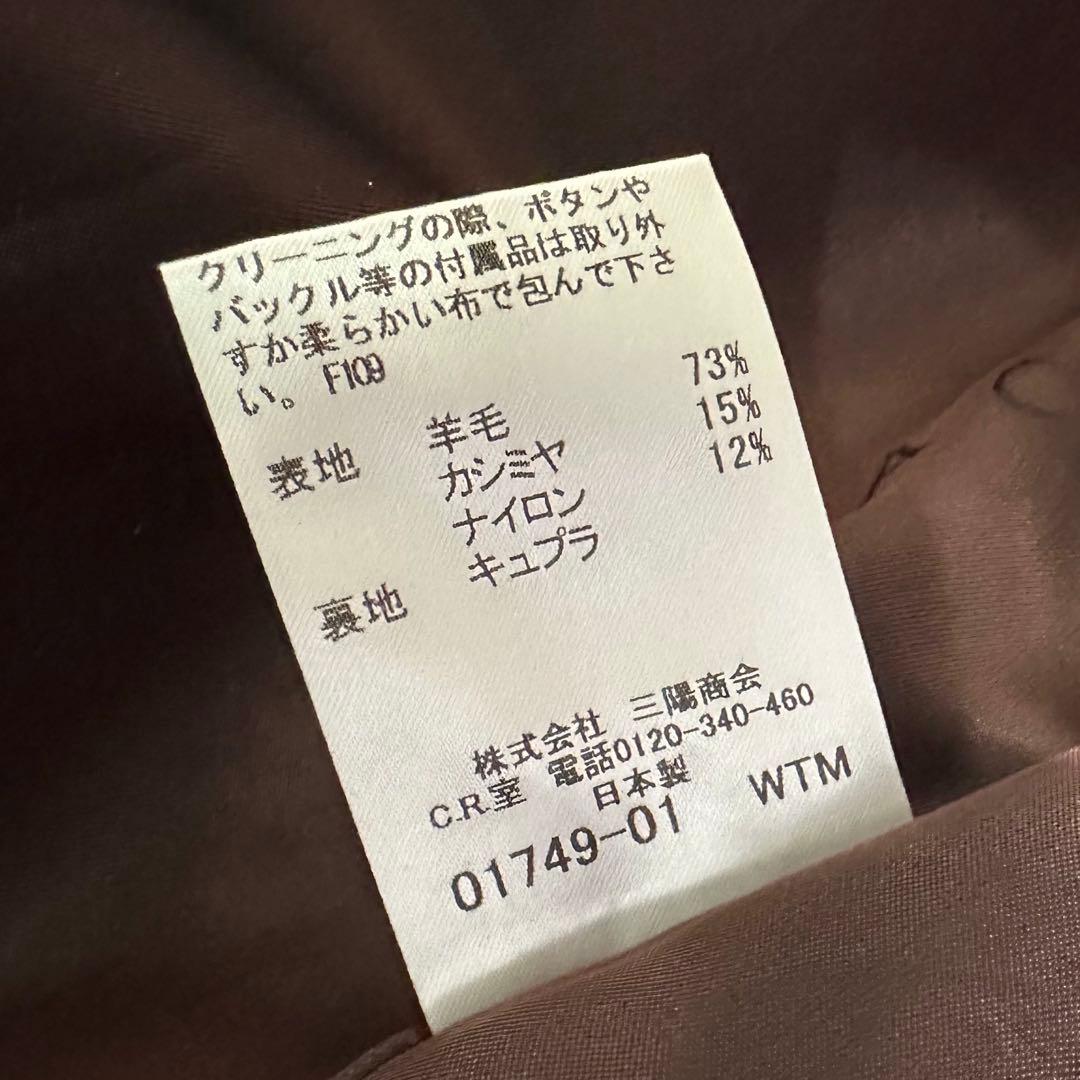 クリーニングの際、ボタンや
バックル等の付属品は取り外
すか柔らかい布で包んで下さ
い。 F109
表地 羊毛 73%
カシミヤ 15%
ナイロン 12%
裏地 キュプラ
株式会社 三陽商会
C.R.室 電話0120-340-460
日本製
01749-01 WTM